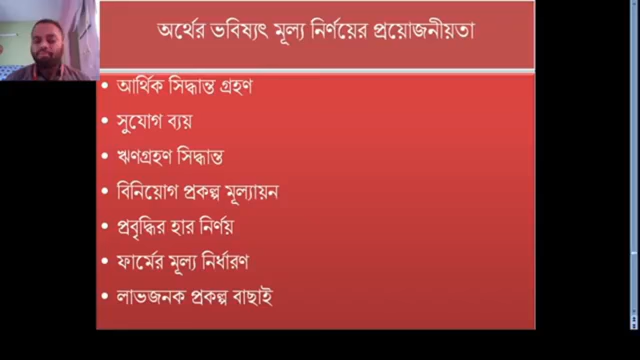 অর্থের ভবিষ্যৎ মূল্য নির্ণয়ের প্রয়োজনীয়তা
• আর্থিক সিদ্ধান্ত গ্রহণ
• সুযোগ ব্যয়
• ঋণগ্রহণ সিদ্ধান্ত
• বিনিয়োগ প্রকল্প মূল্যায়ন
• প্রবৃদ্ধির হার নির্ণয়
• ফার্মের মূল্য নির্ধারণ
• লাভজনক প্রকল্প বাছাই